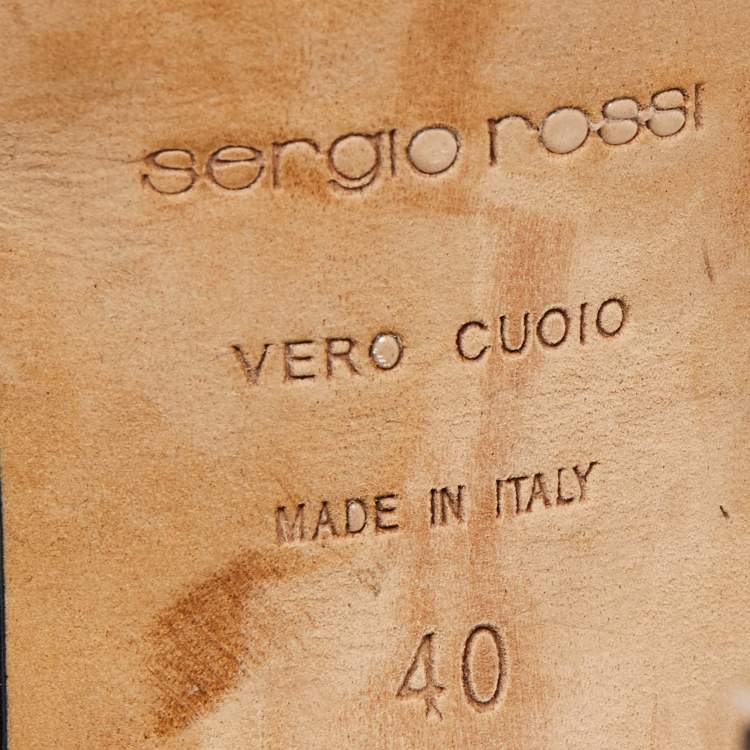 sergio rossi
VERO CUOIO
MADE IN ITALY
40